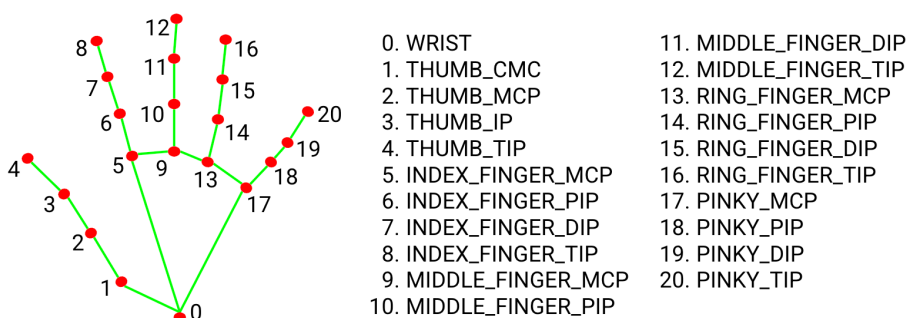 12
8
16
11
7
15
20
10
6
14
19
4
5
9
13
18
3
17
2
1
0
0. WRIST
1. THUMB_CMC
2. THUMB_MCP
3. THUMB_IP
4. THUMB_TIP
5. INDEX_FINGER_MCP
6. INDEX_FINGER_PIP
7. INDEX_FINGER_DIP
8. INDEX_FINGER_TIP
9. MIDDLE_FINGER_MCP
10. MIDDLE_FINGER_PIP
11. MIDDLE_FINGER_DIP
12. MIDDLE_FINGER_TIP
13. RING_FINGER_MCP
14. RING_FINGER_PIP
15. RING_FINGER_DIP
16. RING_FINGER_TIP
17. PINKY_MCP
18. PINKY_PIP
19. PINKY_DIP
20. PINKY_TIP